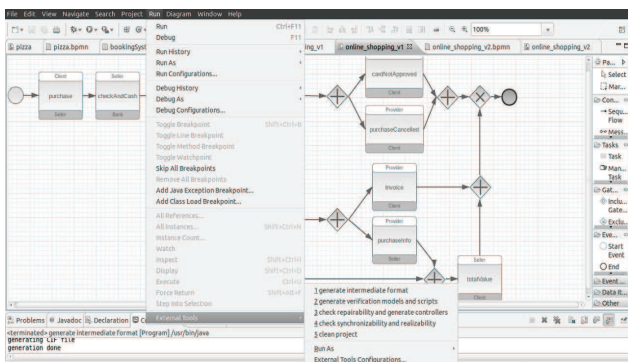 File Edit View Navigate Search Project Run Diagram Window Help
100%
pizza
pizza.bpmn
bookingSyst
ing_v1
online_shopping_v1
online_shopping_v2.bpmn
online_shopping_v2
Run Ctrl+F11
Debug F11
Run History
Run As
Run Configurations...
Debug History
Debug As
Debug Configurations...
Toggle Breakpoint Shift+Ctrl+B
Toggle Line Breakpoint
Toggle Method Breakpoint
Toggle Watchpoint
Skip All Breakpoints
Remove All Breakpoints
Add Java Exception Breakpoint...
Add Class Load Breakpoint...
All References...
All Instances... Shift+Ctrl+N
Instance Count...
Watch
Inspect Shift+Ctrl+I
Display Shift+Ctrl+D
Execute Ctrl+U
Force Return Shift+Alt+F
Step Into Selection
External Tools
1 generate intermediate format
2 generate verification models and scripts
3 check repairability and generate controllers
4 check synchronizability and realizability
5 clean project
Run As
External Tools Configurations...
Client
purchase
Seller
Seller
checkAndCash
Bank
cardNotApproved
Client
Provider
purchaseCancelled
Client
Provider
invoice
Client
Provider
purchaseInfo
Seller
Seller
totalValue
Client
Pa...
Select
Mar...
Con...
Sequ...
Flow
Mess...
Tasks
Task
Man...
Task
Gat...
Inclu...
Gate...
Exclu...
Eve...
Start
Event
End
Event ...
Data It...
Other
Problems Javadoc Declaration
<terminated> generate intermediate format [Program] /usr/bin/java
generating CIF file
generation done